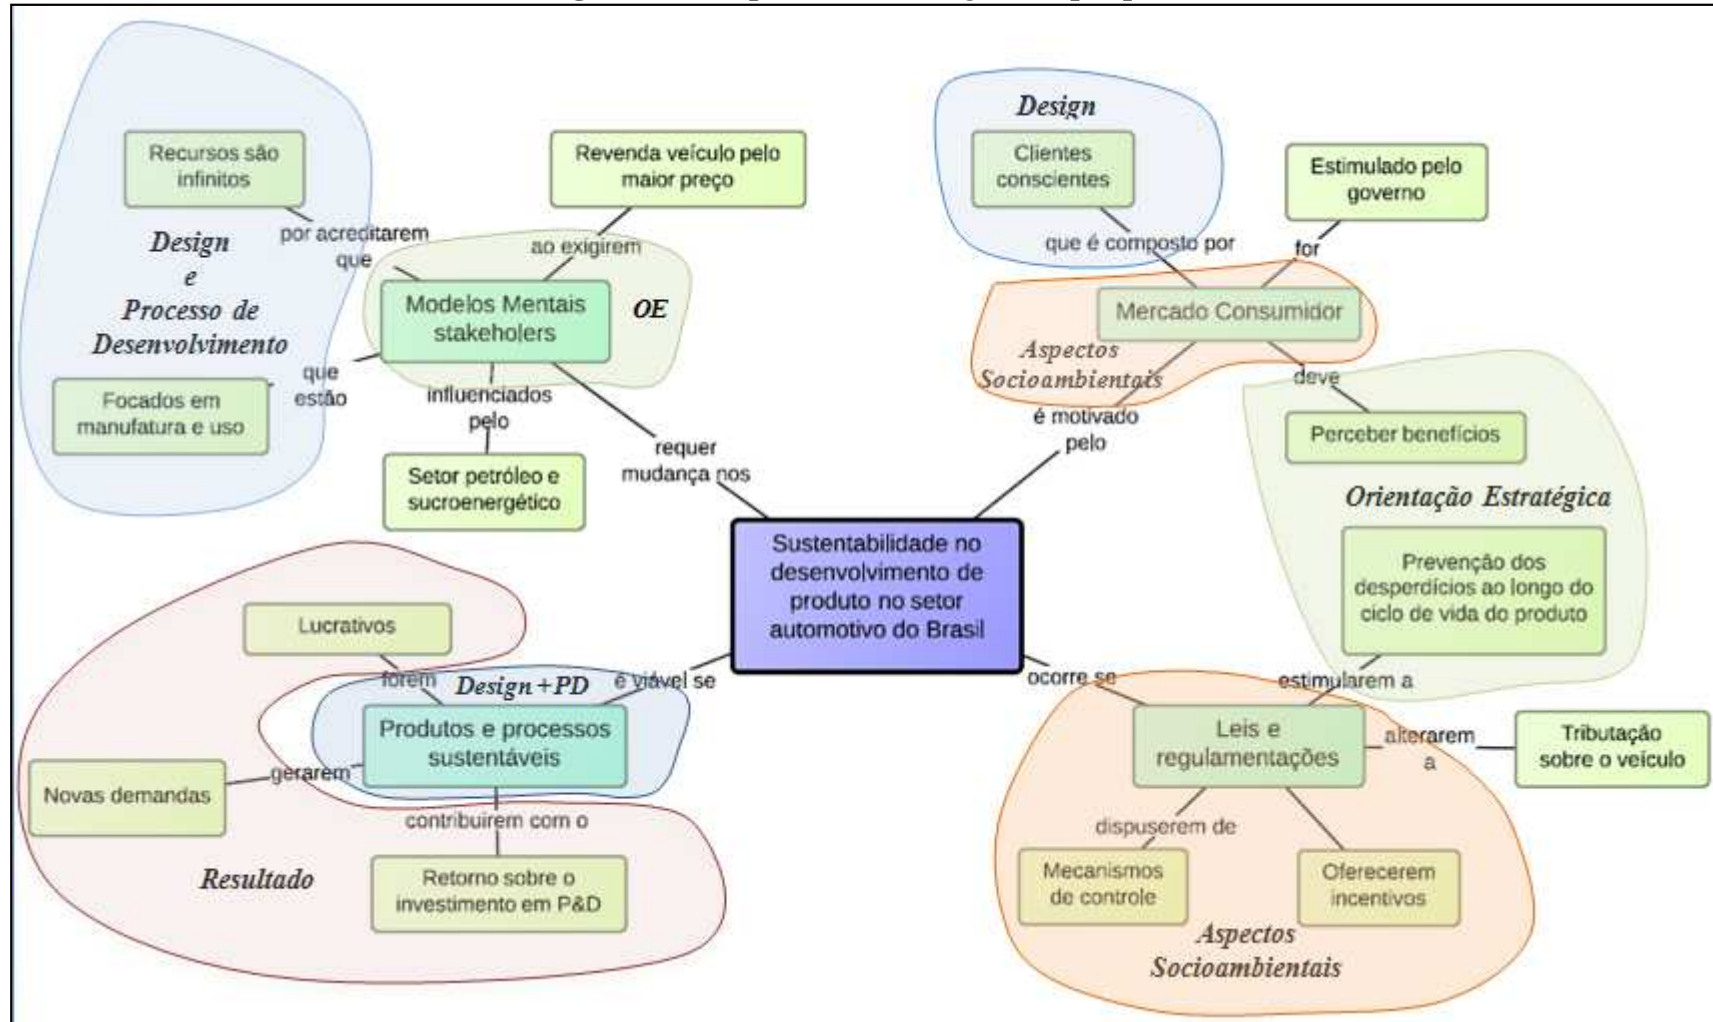 Recursos são
infinitos
Design
e
Processo de
Desenvolvimento
Focados em
manufatura e uso
por acreditarem
que
que
estão
Revenda veículo pelo
maior preço
ao exigirem
Modelos Mentais
stakeholers
OE
influenciados
pelo
Setor petróleo e
sucroenergético
requer
mudança nos
Design
Clientes
conscientes
que é composto por
Estimulado pelo
governo
for
Mercado Consumidor
Aspectos
Socioambientais
é motivado
pelo
deve
Perceber benefícios
Orientação Estratégica
Prevenção dos
desperdícios ao longo do
ciclo de vida do produto
estimularem a
Sustentabilidade no
desenvolvimento de
produto no setor
automotivo do Brasil
Lucrativos
forem
Design+PD
é viável se
Produtos e processos
sustentáveis
gerarem
Novas demandas
contribuirem com o
Resultado
Retorno sobre o
investimento em P&D
ocorre se
Leis e
regulamentações
alterarem
a
Tributação
sobre o veículo
dispuserem de
Mecanismos
de controle
Oferecerem
incentivos
Aspectos
Socioambientais